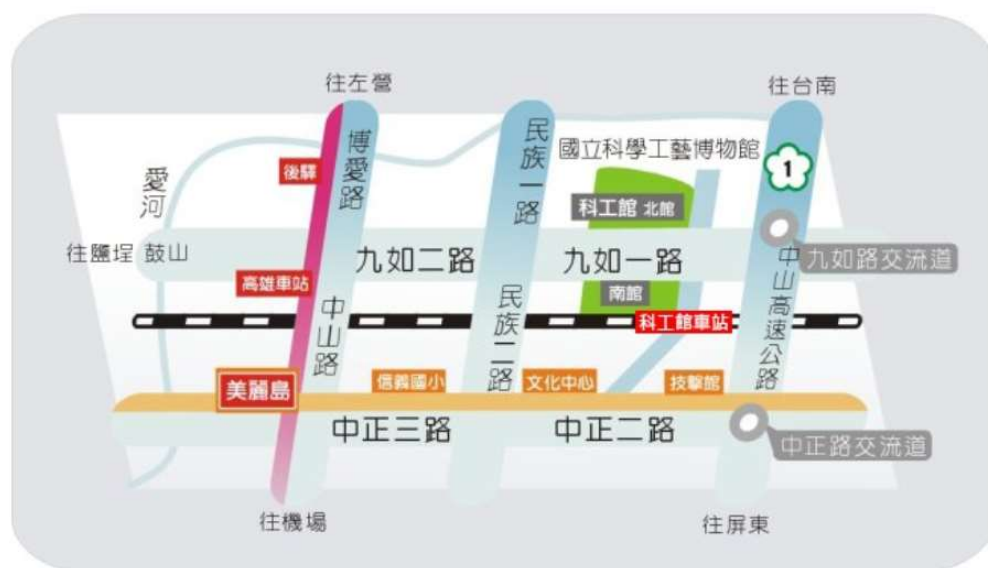 往左營
往台南
博愛路
民族一路
國立科學工藝博物館
1
愛河
後驛
科工館 北館
往鹽埕 鼓山
九如二路
九如一路
中山高速公路
九如路交流道
高雄車站
南館
中山路
民族二路
科工館車站
美麗島
信義國小
文化中心
技擊館
中正三路
中正二路
中正路交流道
往機場
往屏東